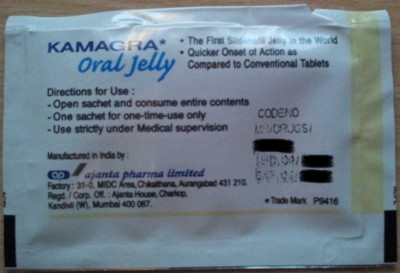 KAMAGRA*
Oral Jelly
• The First Sildenafil Jelly in the World
• Quicker Onset of Action as
Compared to Conventional Tablets
Directions for Use :
- Open sachet and consume entire contents
- One sachet for one-time-use only
- Use strictly under Medical supervision
CODENO
Manufactured in India by :
ajanta pharma limited
Factory : 31-O, MIDC Area, Chikalthana, Aurangabad 431 210.
Regd. / Corp. Off. : Ajanta House, Charkop,
Kandivli (W), Mumbai 400 067.
* Trade Mark P9416